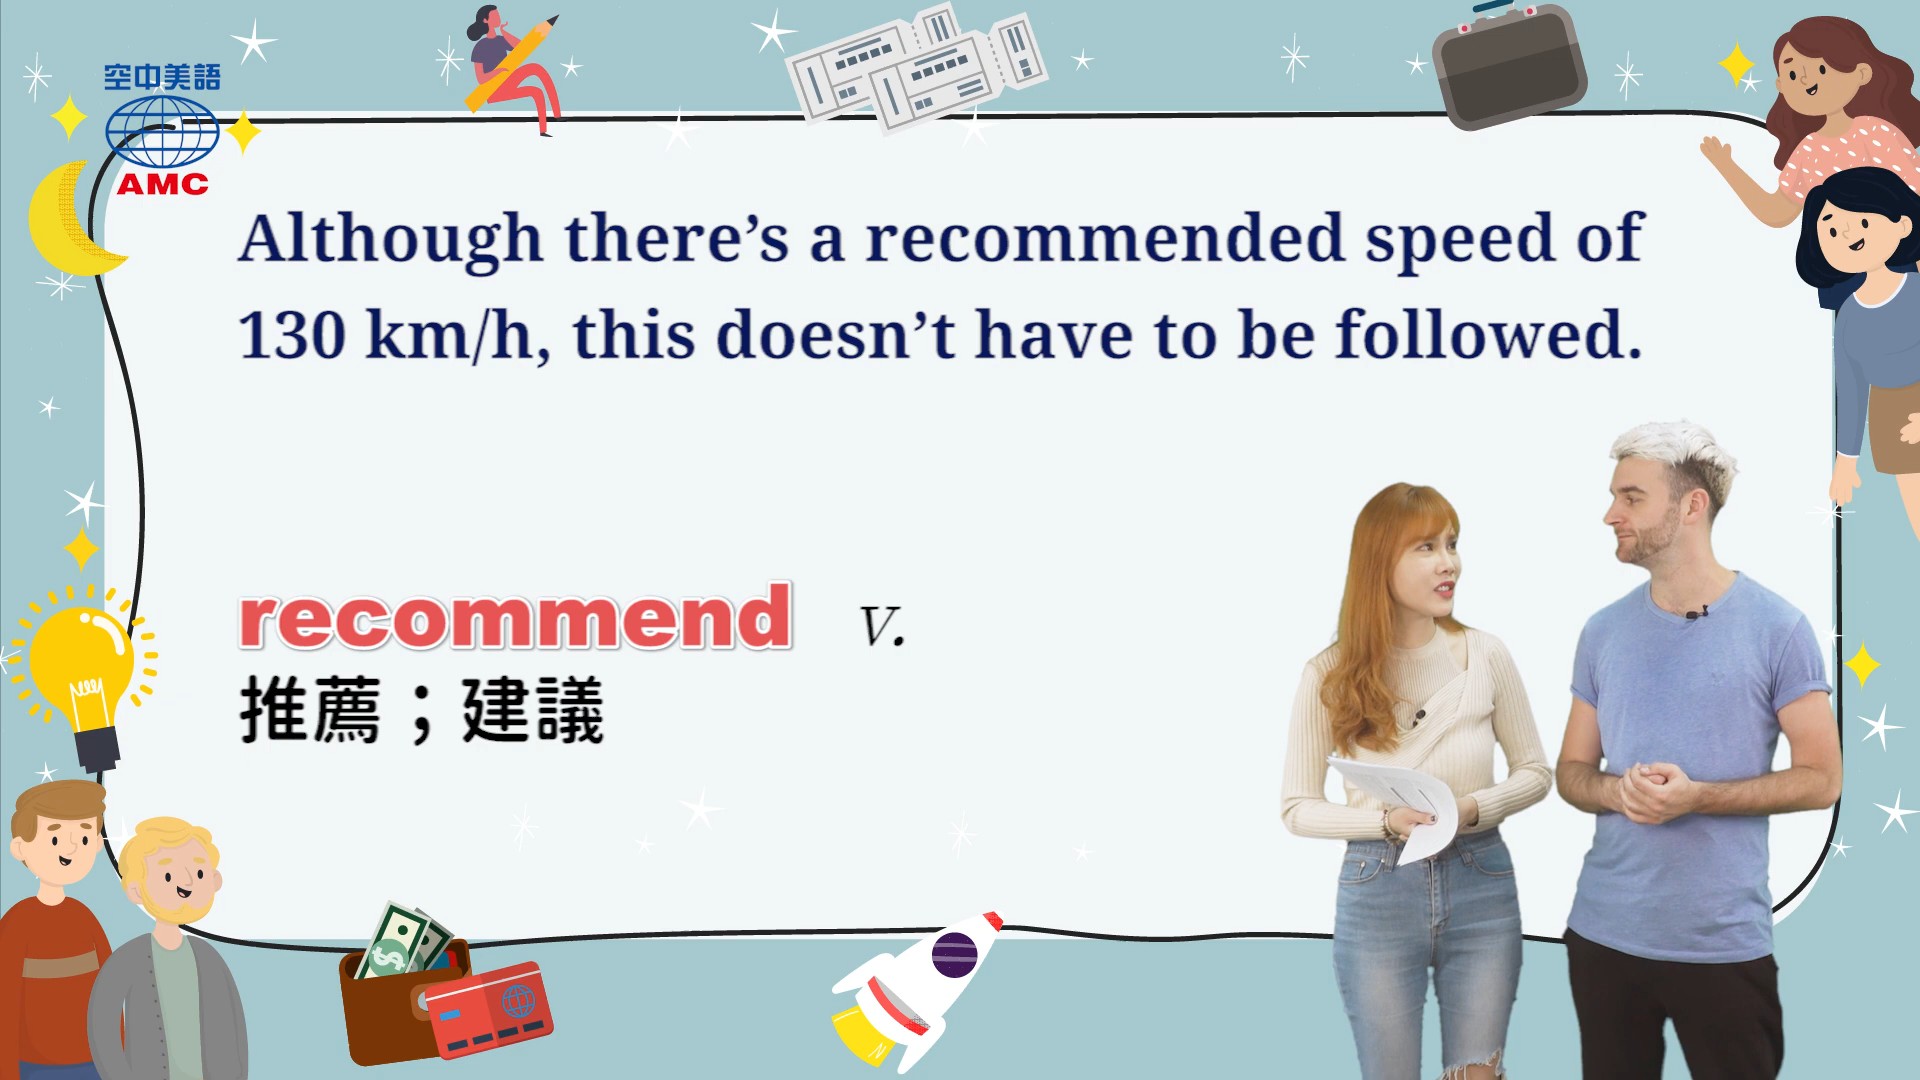 空中美語
AMC
Although there’s a recommended speed of
130 km/h, this doesn’t have to be followed.
recommend v.
推薦；建議